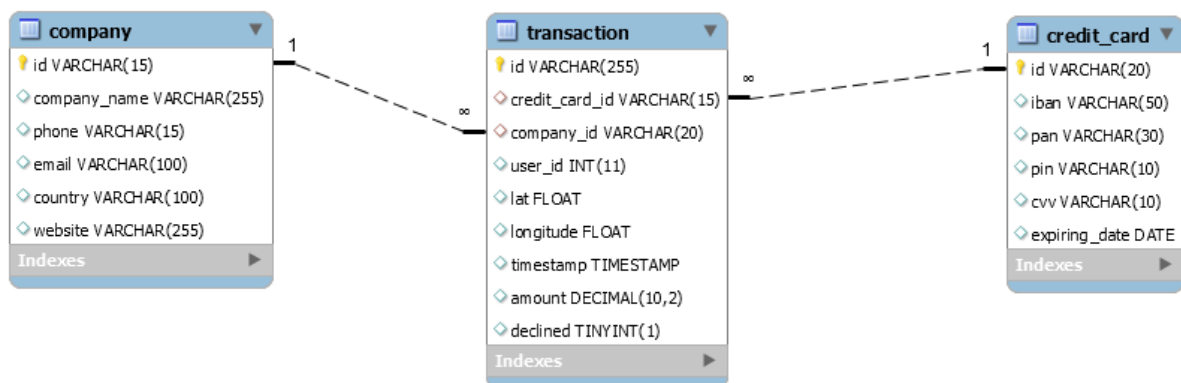 company
id VARCHAR(15)
company_name VARCHAR(255)
phone VARCHAR(15)
email VARCHAR(100)
country VARCHAR(100)
website VARCHAR(255)
Indexes
1
∞
transaction
id VARCHAR(255)
credit_card_id VARCHAR(15)
company_id VARCHAR(20)
user_id INT(11)
lat FLOAT
longitude FLOAT
timestamp TIMESTAMP
amount DECIMAL(10,2)
declined TINYINT(1)
Indexes
∞
1
credit_card
id VARCHAR(20)
iban VARCHAR(50)
pan VARCHAR(30)
pin VARCHAR(10)
cvv VARCHAR(10)
expiring_date DATE
Indexes